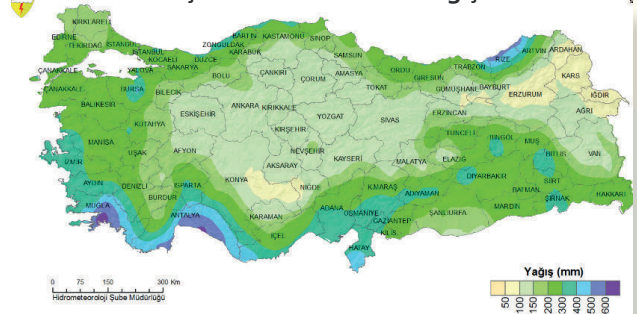 KIRKLARELİ
EDİRNE
TEKİRDAĞ İSTANBUL
İSTANBUL
KOCAELİ
SAKARYA
DÜZCE
ZONGULDAK
BARTIN
KARABÜK
KASTAMONU
SİNOP
SAMSUN
ORDU
GİRESUN
TRABZON
RİZE
ARTVİN
ARDAHAN
KARS
IĞDIR
ÇANAKKALE
ÇANAKKALE
YALOVA
BURSA
BİLECİK
BOLU
ÇANKIRI
ÇORUM
AMASYA
TOKAT
GÜMÜŞHANE
BAYBURT
ERZURUM
AĞRI
BALIKESİR
ESKİŞEHİR
ANKARA
KIRIKKALE
YOZGAT
SİVAS
ERZİNCAN
KÜTAHYA
KIRŞEHİR
TUNCELİ
BİNGÖL
MUŞ
MANİSA
UŞAK
AFYON
NEVŞEHİR
KAYSERİ
MALATYA
ELAZIĞ
BİTLİS
VAN
İZMİR
AKSARAY
DİYARBAKIR
AYDIN
DENİZLİ
ISPARTA
KONYA
NİĞDE
K.MARAŞ
ADIYAMAN
BATMAN
SİİRT
ŞIRNAK
HAKKARİ
MUĞLA
BURDUR
ANTALYA
KARAMAN
ADANA
OSMANİYE
GAZİANTEP
ŞANLIURFA
MARDİN
İÇEL
KİLİS
HATAY
0 75 150 300 Km
Hidrometeoroloji Şube Müdürlüğü
Yağış (mm)
50
100
150
200
300
400
500
600